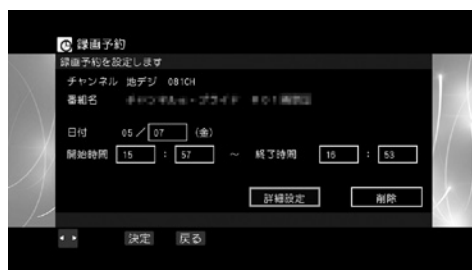 録画予約
録画予約を設定します
チャンネル 地デジ 081CH
番組名
日付 05 / 07 (金)
開始時間 15 : 57 ~ 終了時間 16 : 53
詳細設定 削除
決定 戻る